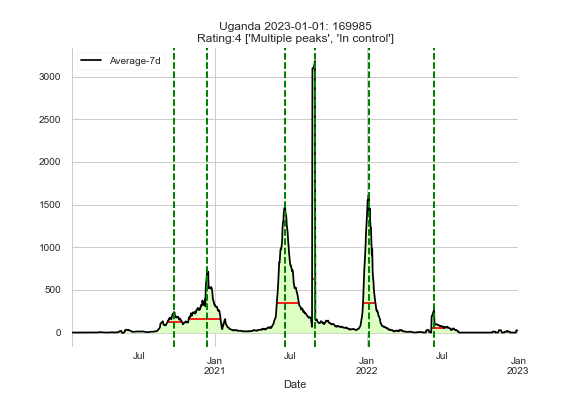 Uganda 2023-01-01: 169985
Rating:4 ['Multiple peaks', 'In control']
Average-7d
3000
2500
2000
1500
1000
500
0
Jul
Jan
2021
Jul
Jan
2022
Jul
Jan
2023
Date